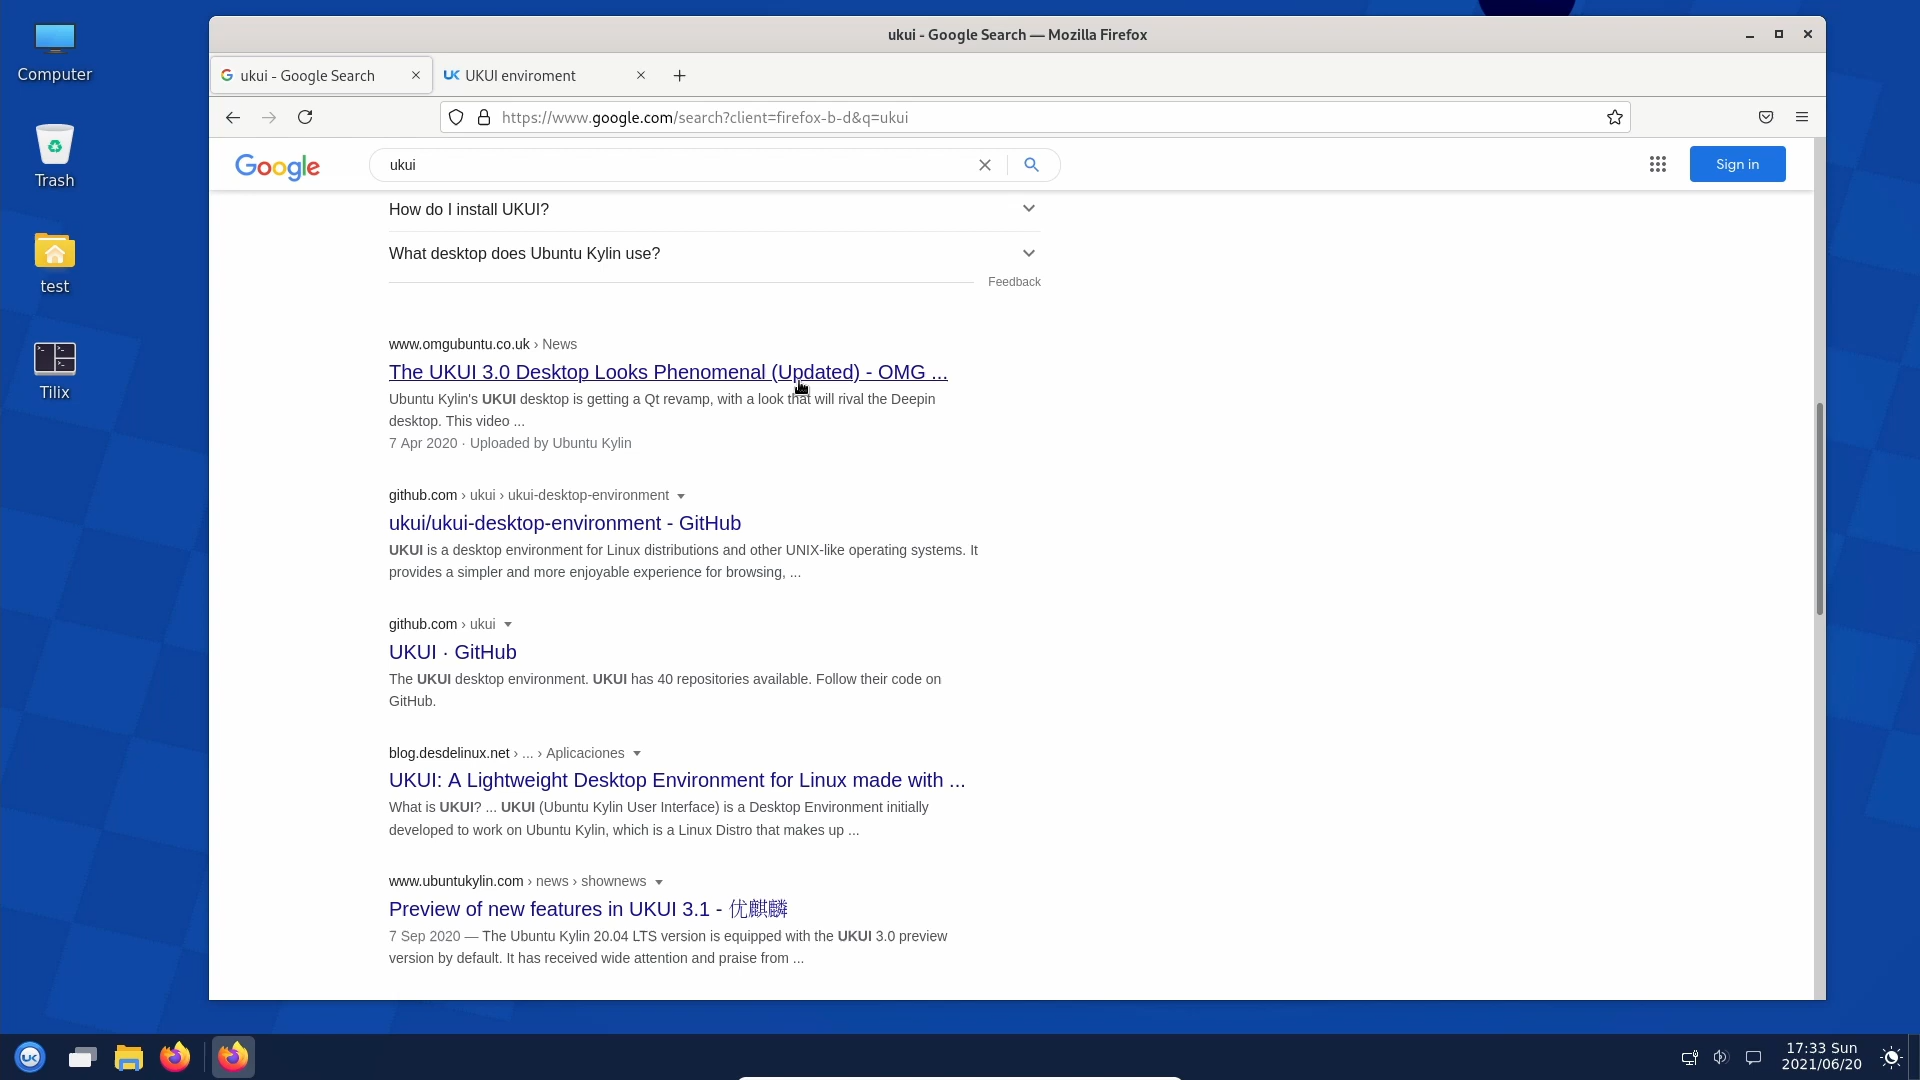 Computer
Trash
test
Tilix
ukui - Google Search — Mozilla Firefox
ukui - Google Search
UKUI enviroment
https://www.google.com/search?client=firefox-b-d&q=ukui
Google
ukui
Sign in
How do I install UKUI?
What desktop does Ubuntu Kylin use?
Feedback
www.omgubuntu.co.uk › News
The UKUI 3.0 Desktop Looks Phenomenal (Updated) - OMG ...
Ubuntu Kylin's UKUI desktop is getting a Qt revamp, with a look that will rival the Deepin
desktop. This video ...
7 Apr 2020 · Uploaded by Ubuntu Kylin
github.com › ukui › ukui-desktop-environment
ukui/ukui-desktop-environment - GitHub
UKUI is a desktop environment for Linux distributions and other UNIX-like operating systems. It
provides a simpler and more enjoyable experience for browsing, ...
github.com › ukui
UKUI · GitHub
The UKUI desktop environment. UKUI has 40 repositories available. Follow their code on
GitHub.
blog.desdelinux.net › ... › Aplicaciones
UKUI: A Lightweight Desktop Environment for Linux made with ...
What is UKUI? ... UKUI (Ubuntu Kylin User Interface) is a Desktop Environment initially
developed to work on Ubuntu Kylin, which is a Linux Distro that makes up ...
www.ubuntukylin.com › news › shownews
Preview of new features in UKUI 3.1 - 优麒麟
7 Sep 2020 — The Ubuntu Kylin 20.04 LTS version is equipped with the UKUI 3.0 preview
version by default. It has received wide attention and praise from ...
17:33 Sun
2021/06/20